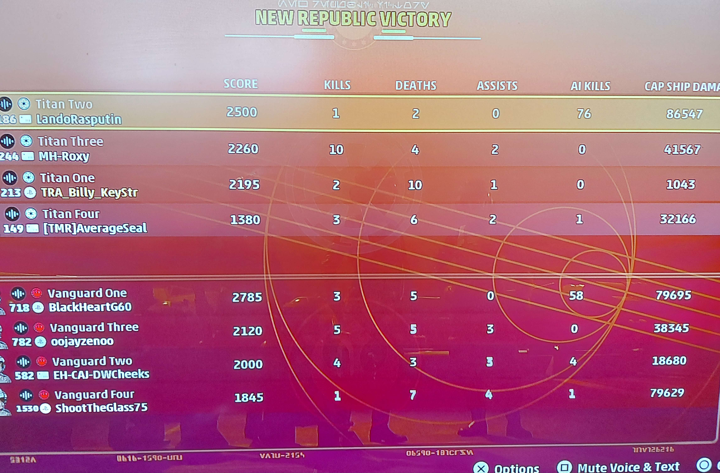 NEW REPUBLIC VICTORY
SCORE KILLS DEATHS ASSISTS AI KILLS CAP SHIP DAMA
Titan Two
186 LandoRasputin 2500 1 2 0 76 86547
Titan Three
244 MH-Roxy 2260 10 4 2 0 41567
Titan One
213 TRA_Billy_KeyStr 2195 2 10 1 0 1043
Titan Four
149 [TMR]AverageSeal 1380 3 6 2 1 32166
Vanguard One
718 BlackHeartG60 2785 3 5 0 58 79695
Vanguard Three
782 oojayzenoo 2120 5 5 3 0 38345
Vanguard Two
582 EH-CAJ-DWCheeks 2000 4 3 3 4 18680
Vanguard Four
1530 ShootTheGlass75 1845 1 7 4 1 79629
Options Mute Voice & Text